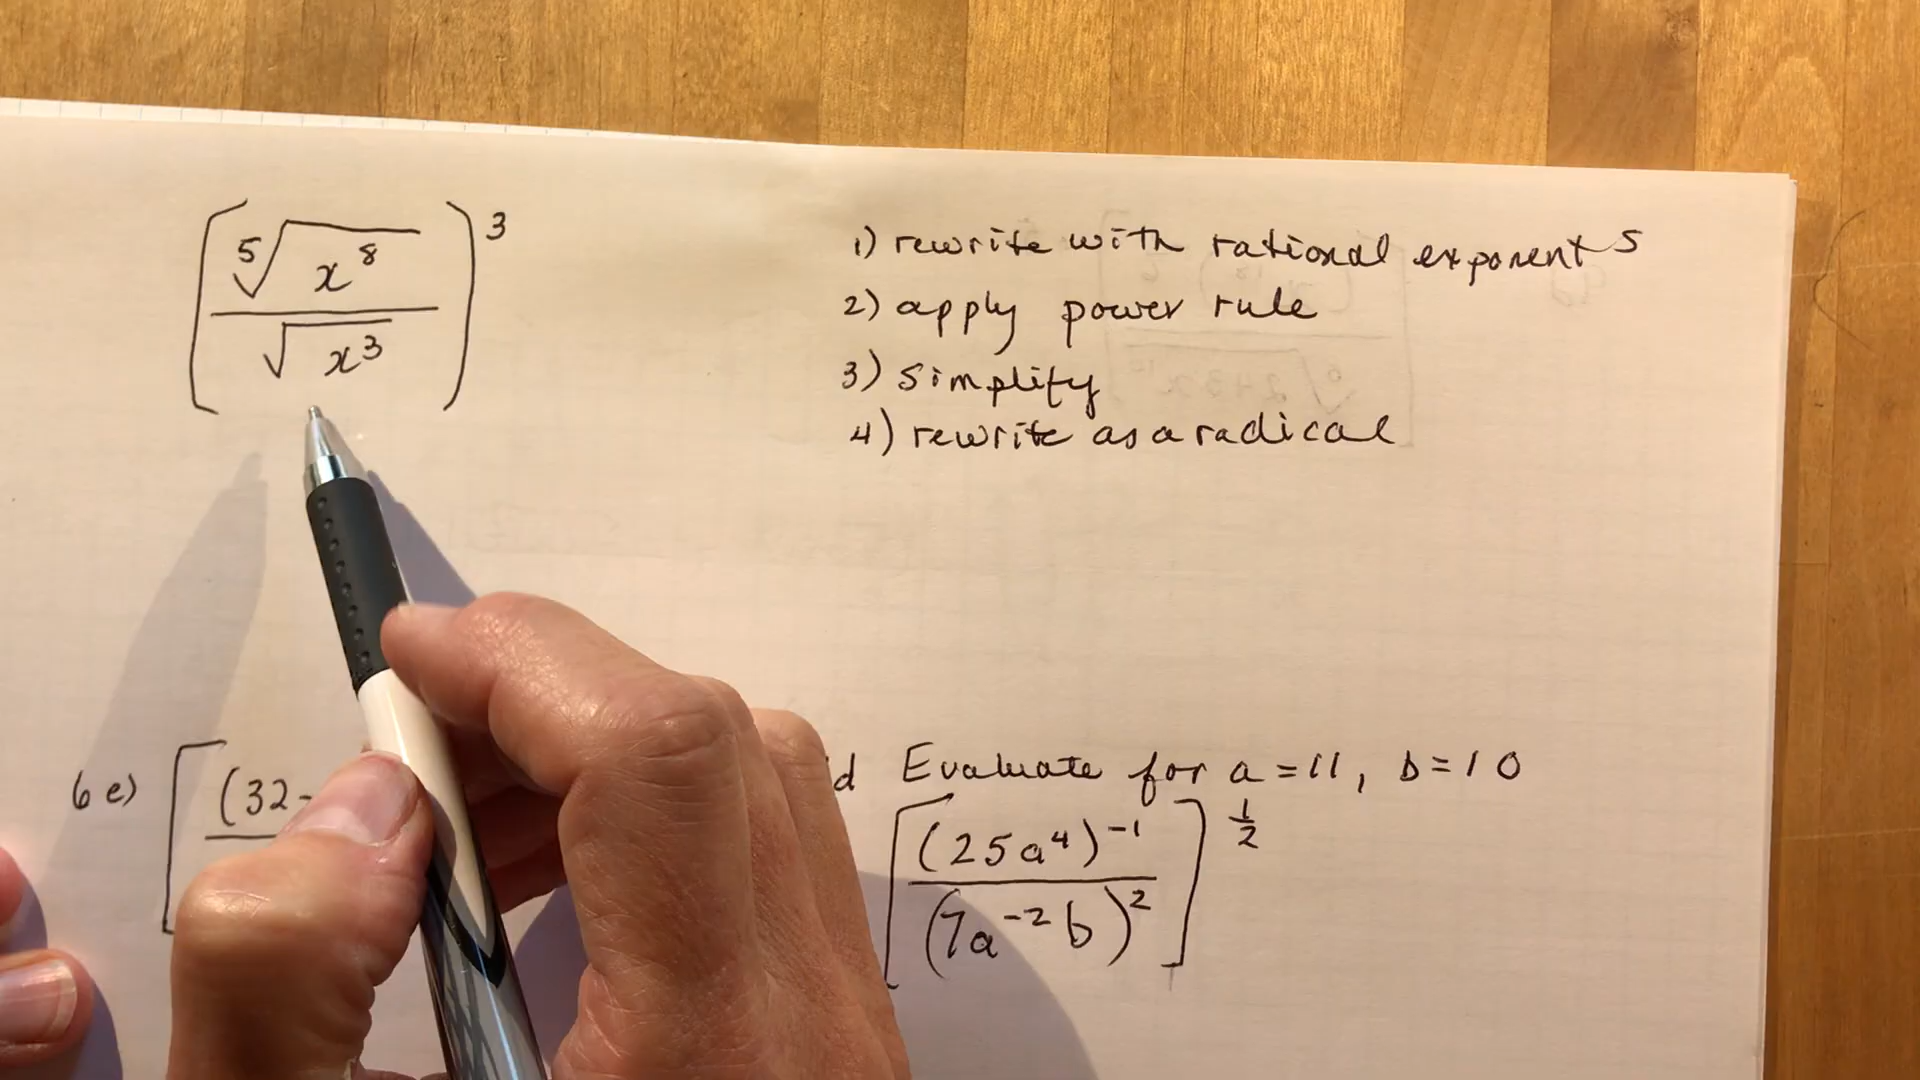 [⁵√x⁸ / √x³]³
1) rewrite with rational exponents
2) apply power rule
3) simplify
4) rewrite as a radical
6 e) [(32-
d Evaluate for a = 11, b = 10
[(25a⁴)⁻¹ / (7a⁻²b)²]^½